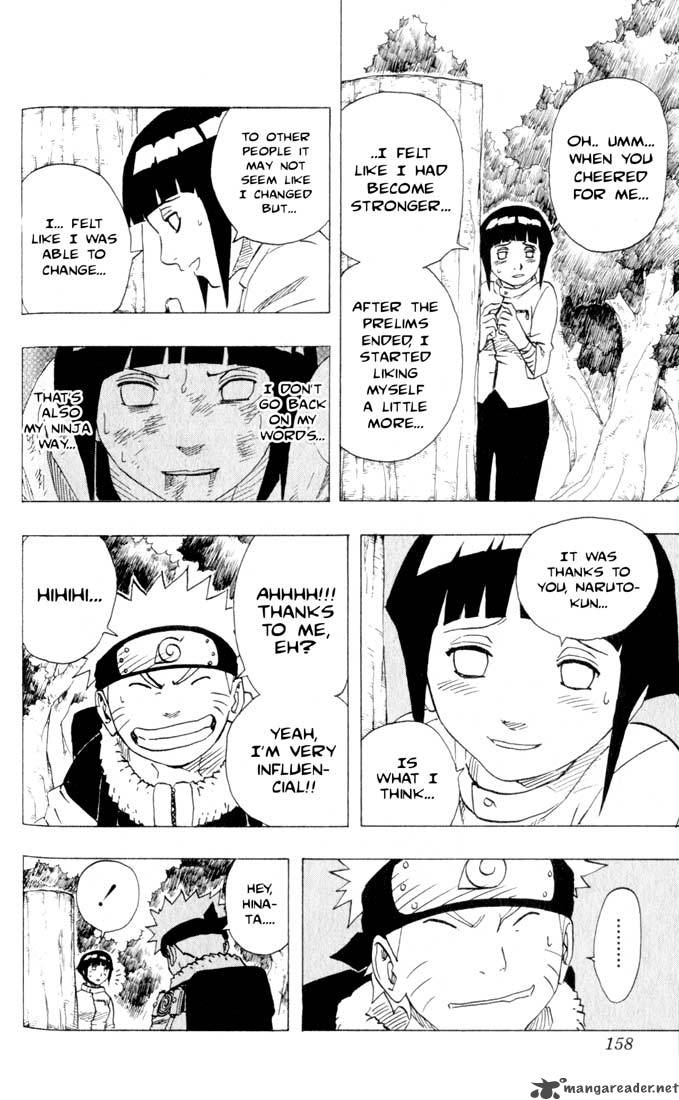 OH.. UMM...
WHEN YOU
CHEERED
FOR ME...
..I FELT
LIKE I HAD
BECOME
STRONGER...
AFTER THE
PRELIMS
ENDED, I
STARTED
LIKING
MYSELF
A LITTLE
MORE...
TO OTHER
PEOPLE IT
MAY NOT
SEEM LIKE
I CHANGED
BUT...
I... FELT
LIKE I WAS
ABLE TO
CHANGE...
I DON'T
GO BACK
ON MY
WORDS...
THAT'S
ALSO
MY NINJA
WAY...
IT WAS
THANKS TO
YOU, NARUTO-
KUN...
IS
WHAT I
THINK...
AHHHH!!!
THANKS
TO ME,
EH?
HIHIHI...
YEAH,
I'M VERY
INFLUEN-
CIAL!!
.........
HEY,
HINA-
TA....
!
158
mangareader.net